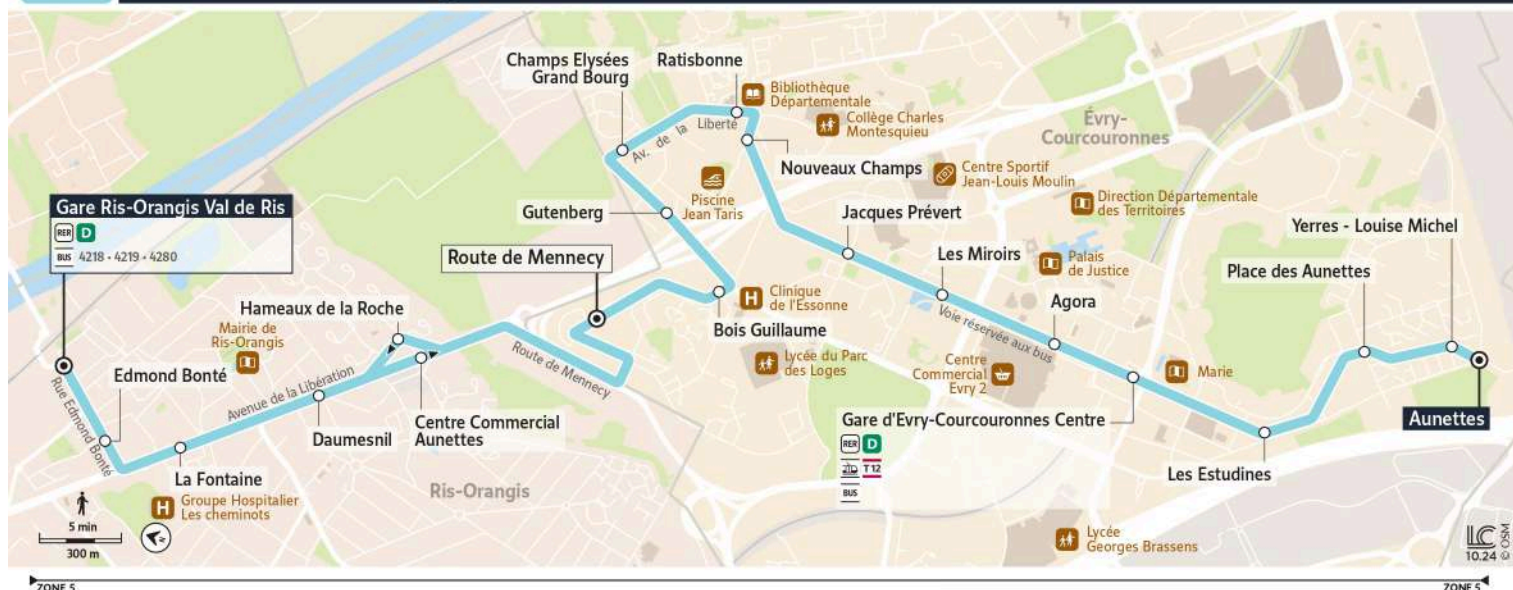 Champs Elysées
Grand Bourg
Ratisbonne
Bibliothèque
Départementale
Collège Charles
Montesquieu
Évry-
Courcouronnes
Av. de la Liberté
Nouveaux Champs
Centre Sportif
Jean-Louis Moulin
Piscine
Jean Taris
Direction Départementale
des Territoires
Gare Ris-Orangis Val de Ris
RER D
BUS 4218 • 4219 • 4280
Gutenberg
Jacques Prévert
Yerres - Louise Michel
Route de Mennecy
Les Miroirs
Palais
de Justice
Place des Aunettes
Hameaux de la Roche
Clinique
de l'Essonne
Agora
Mairie de
Ris-Orangis
Bois Guillaume
Voie réservée aux bus
Route de Mennecy
Lycée du Parc
des Loges
Centre
Commercial
Evry 2
Marie
Edmond Bonté
Rue Edmond Bonté
Avenue de la Libération
Daumesnil
Centre Commercial
Aunettes
Gare d'Evry-Courcouronnes Centre
RER D
T 12
BUS
Aunettes
La Fontaine
Les Estudines
Ris-Orangis
Groupe Hospitalier
Les cheminots
5 min
300 m
Lycée
Georges Brassens
LC
10.24 © OSM
ZONE 5
ZONE 5